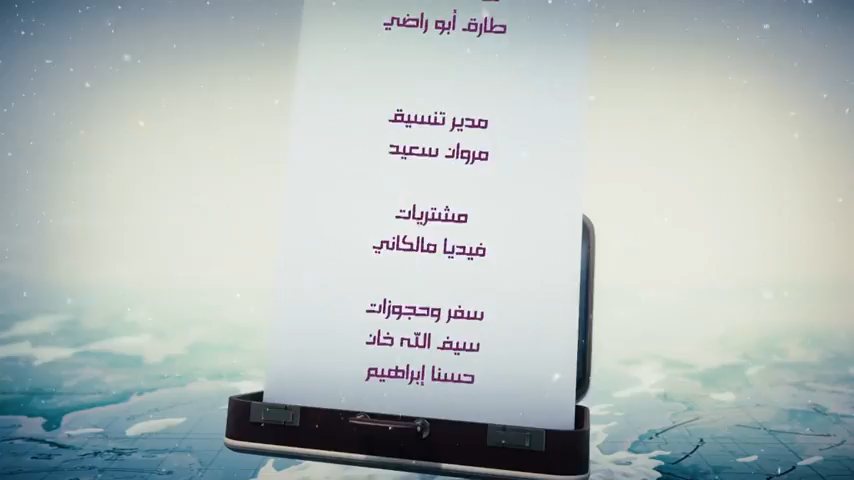 طارق أبو راضي
مدير تنسيق
مروان سعيد
مشتريات
فيديا مالكاني
سفر وحجوزات
سيف الله خان
حسنا إبراهيم